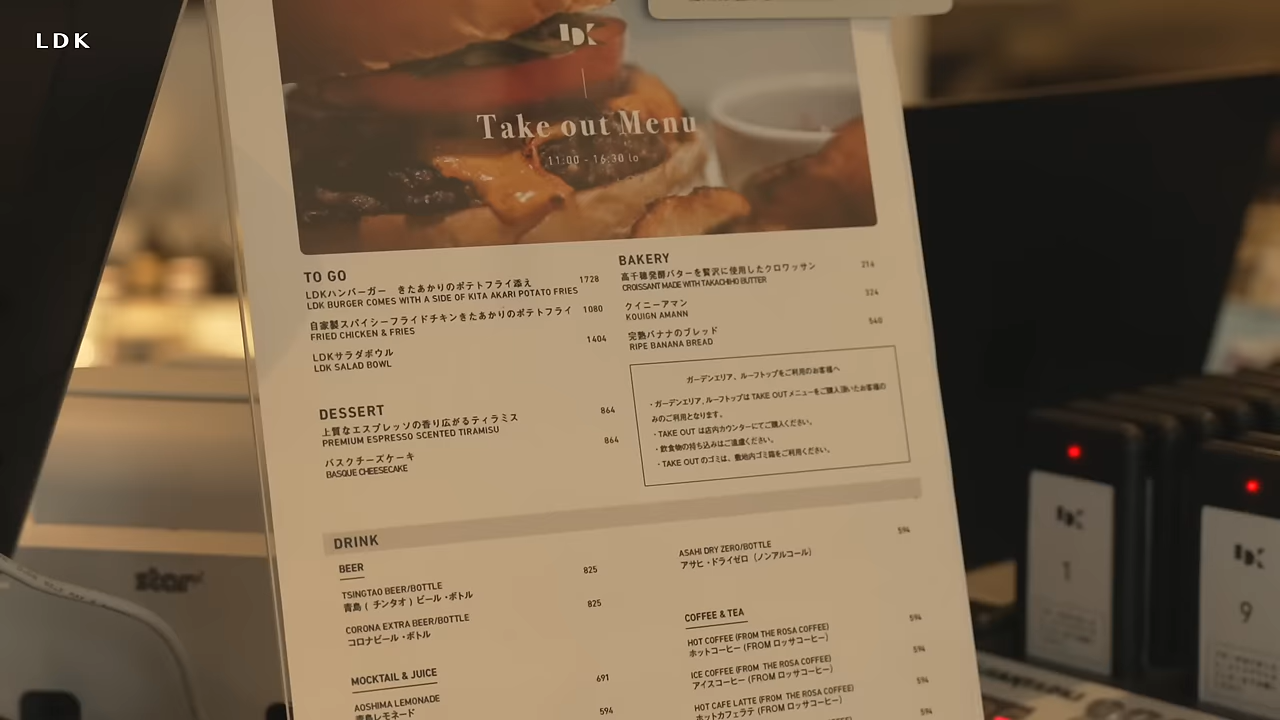 LDK
LDK
Take out Menu
11:00 - 16:30 lo
TO GO
LDKハンバーガー きたあかりのポテトフライ添え 1728
LDK BURGER COMES WITH A SIDE OF KITA AKARI POTATO FRIES
自家製スパイシーフライドチキンきたあかりのポテトフライ 1080
FRIED CHICKEN & FRIES
LDKサラダボウル 1404
LDK SALAD BOWL
DESSERT
上質なエスプレッソの香り広がるティラミス 864
PREMIUM ESPRESSO SCENTED TIRAMISU
バスクチーズケーキ 864
BASQUE CHEESECAKE
BAKERY
高千穂発酵バターを贅沢に使用したクロワッサン 216
CROISSANT MADE WITH TAKACHIHO BUTTER
クイニーアマン 324
KOUIGN AMANN
完熟バナナのブレッド 540
RIPE BANANA BREAD
ガーデンエリア、ルーフトップをご利用のお客様へ
・ガーデンエリア、ルーフトップは TAKE OUTメニューをご購入頂いたお客様の
みのご利用となります。
・TAKE OUT は店内カウンターにてご購入ください。
・飲食物の持ち込みはご遠慮ください。
・TAKE OUT のゴミは、敷地内ゴミ箱をご利用ください。
DRINK
BEER
TSINGTAO BEER/BOTTLE 825
青島 ( チンタオ ) ビール・ボトル
CORONA EXTRA BEER/BOTTLE 825
コロナビール・ボトル
MOCKTAIL & JUICE
AOSHIMA LEMONADE 691
青島レモネード
594
ASAHI DRY ZERO/BOTTLE 594
アサヒ・ドライゼロ (ノンアルコール)
COFFEE & TEA
HOT COFFEE (FROM THE ROSA COFFEE) 594
ホットコーヒー (FROM ロッサコーヒー)
ICE COFFEE (FROM THE ROSA COFFEE) 594
アイスコーヒー (FROM ロッサコーヒー)
HOT CAFE LATTE (FROM THE ROSA COFFEE) 594
ホットカフェラテ (FROM ロッサコーヒー)
594
star
LDK
1
LDK
9